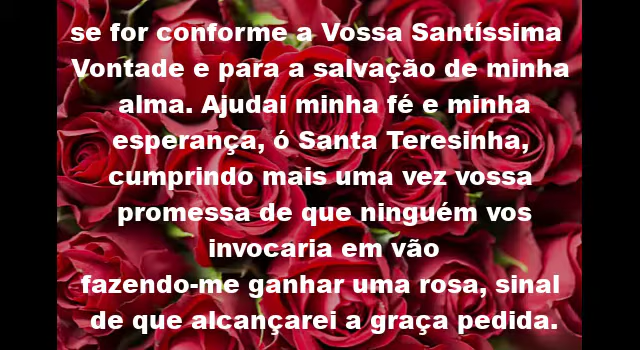 se for conforme a Vossa Santíssima
Vontade e para a salvação de minha
alma. Ajudai minha fé e minha
esperança, ó Santa Teresinha,
cumprindo mais uma vez vossa
promessa de que ninguém vos
invocaria em vão
fazendo-me ganhar uma rosa, sinal
de que alcançarei a graça pedida.